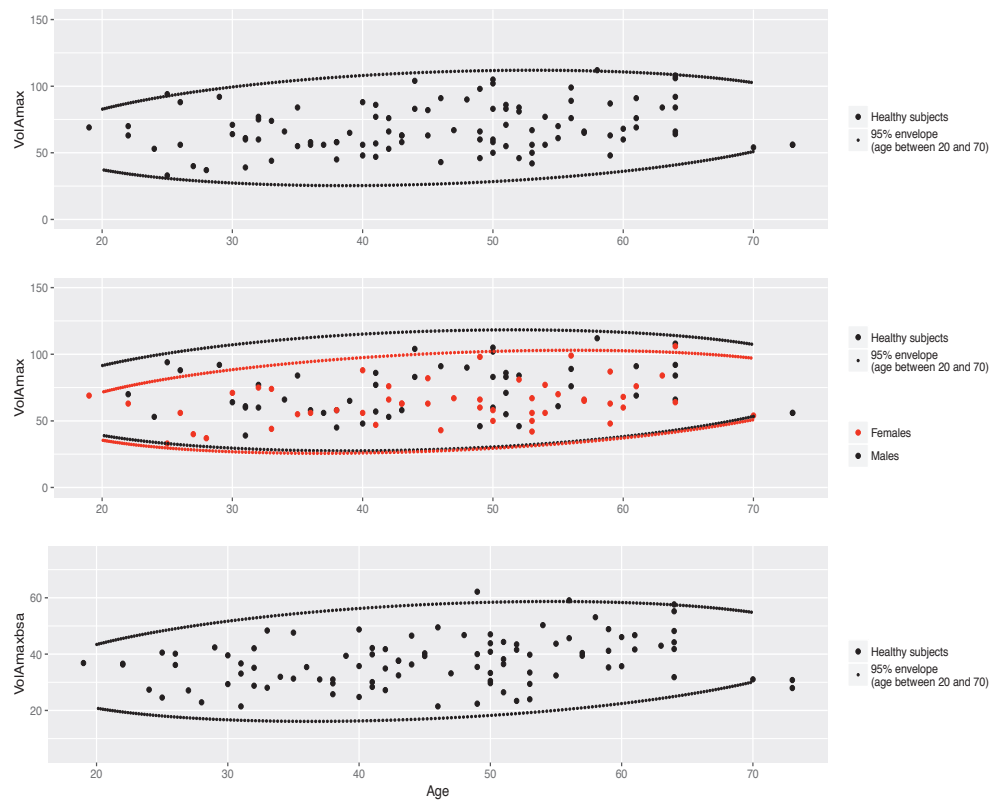 150
100
50
0
VolAmax
20 30 40 50 60 70
Healthy subjects
95% envelope
(age between 20 and 70)
150
100
50
0
VolAmax
20 30 40 50 60 70
Healthy subjects
95% envelope
(age between 20 and 70)
Females
Males
60
40
20
VolAmaxbsa
20 30 40 50 60 70
Age
Healthy subjects
95% envelope
(age between 20 and 70)